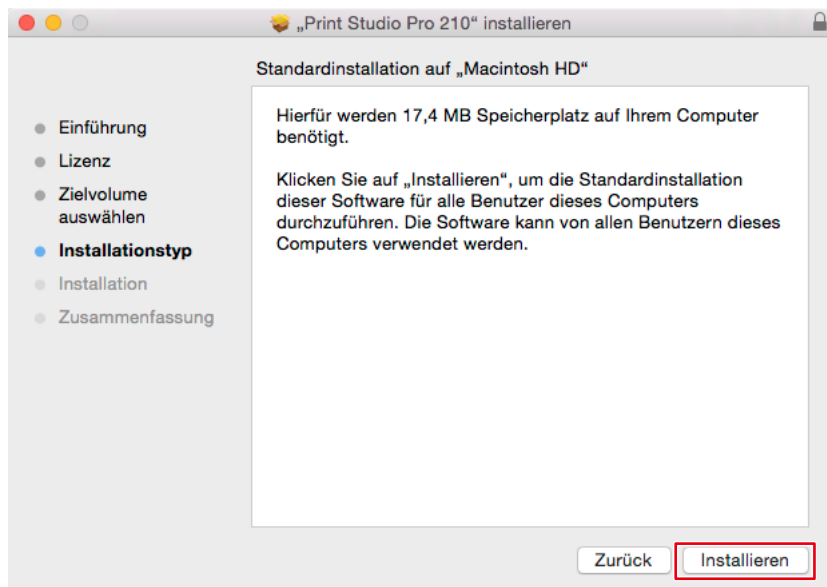 „Print Studio Pro 210“ installieren
Standardinstallation auf „Macintosh HD“
Einführung
Lizenz
Zielvolume
auswählen
Installationstyp
Installation
Zusammenfassung
Hierfür werden 17,4 MB Speicherplatz auf Ihrem Computer
benötigt.
Klicken Sie auf „Installieren“, um die Standardinstallation
dieser Software für alle Benutzer dieses Computers
durchzuführen. Die Software kann von allen Benutzern dieses
Computers verwendet werden.
Zurück
Installieren